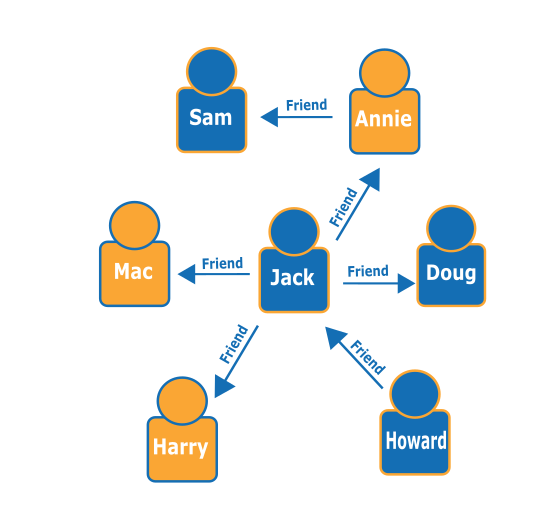 Sam
Friend
Annie
Friend
Mac
Friend
Jack
Friend
Doug
Friend
Friend
Harry
Howard